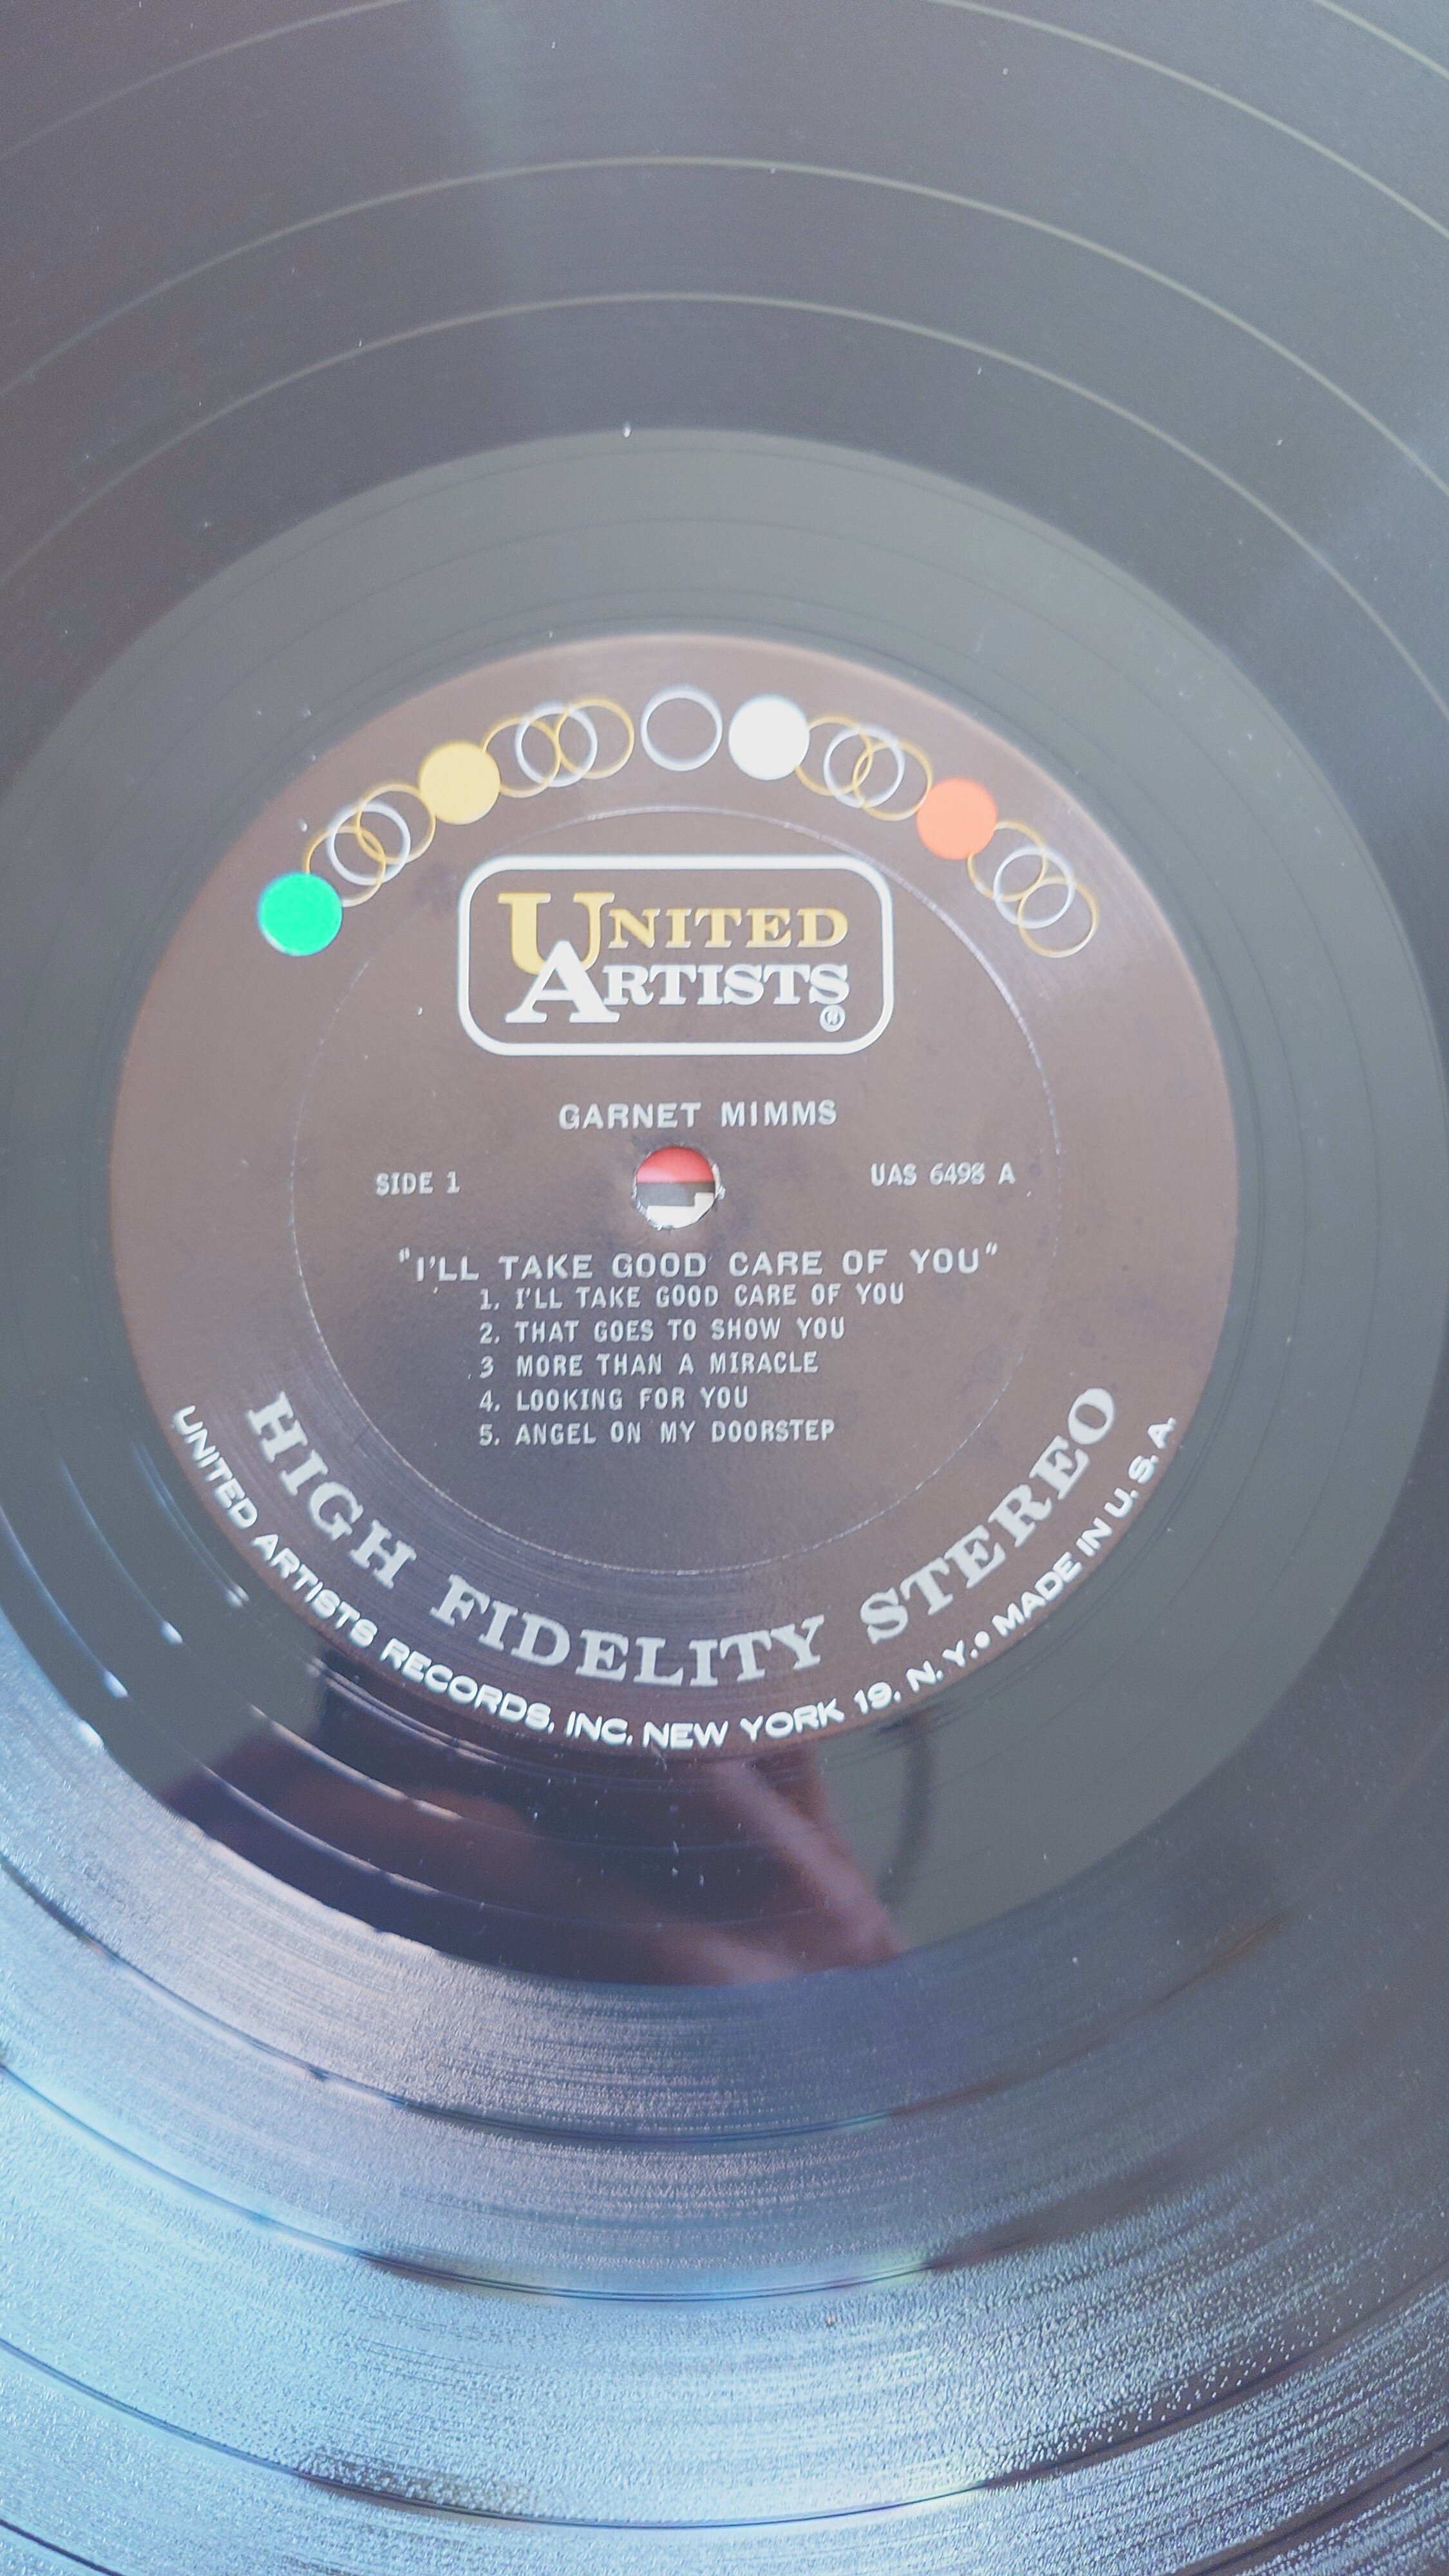 UNITED
ARTISTS
®
GARNET MIMMS
SIDE 1
UAS 6498 A
"I'LL TAKE GOOD CARE OF YOU"
1. I'LL TAKE GOOD CARE OF YOU
2. THAT GOES TO SHOW YOU
3 MORE THAN A MIRACLE
4. LOOKING FOR YOU
5. ANGEL ON MY DOORSTEP
HIGH FIDELITY STEREO
UNITED ARTISTS RECORDS, INC. NEW YORK 19, N.Y. • MADE IN U.S.A.